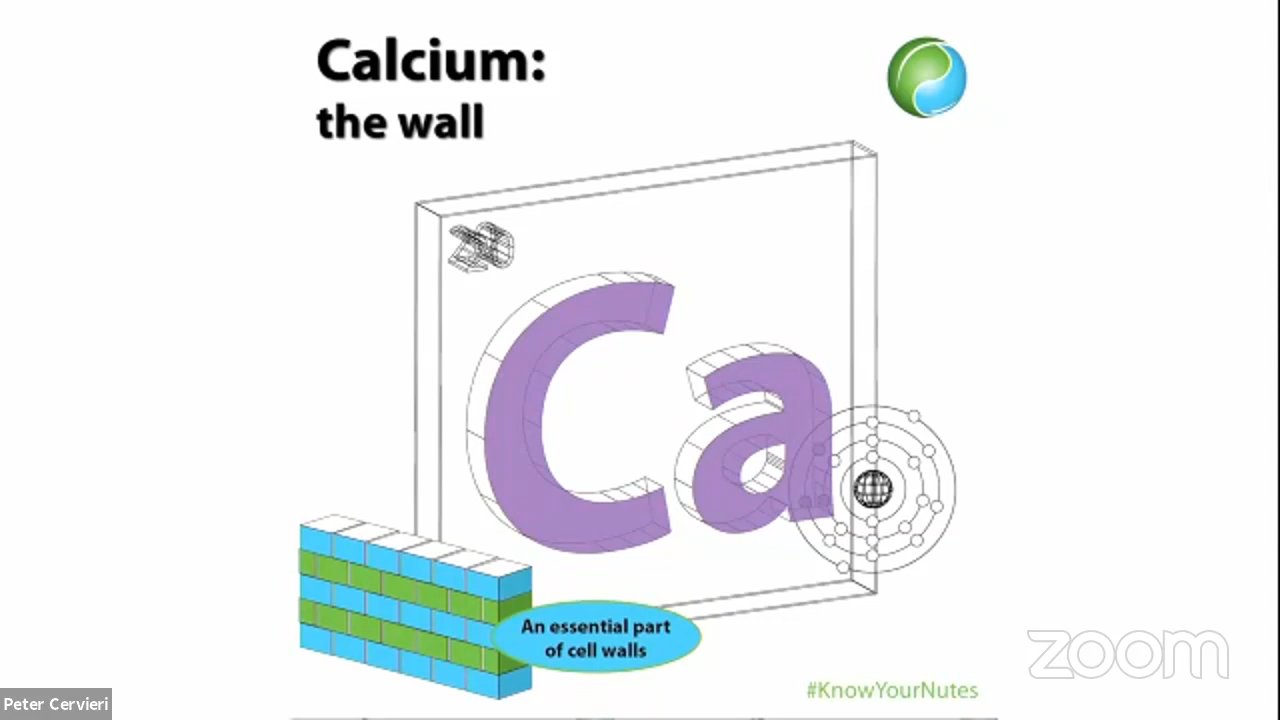 Calcium:
the wall
20
Ca
An essential part
of cell walls
#KnowYourNutes
zoom
Peter Cervieri